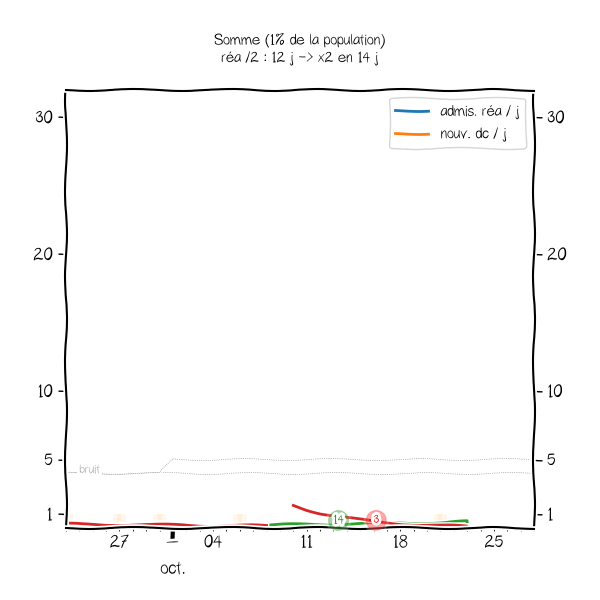 Somme (1% de la population)
réa /2 : 12 j -> x2 en 14 j
admis. réa / j
nouv. dc / j
30
30
20
20
10
10
5
5
bruit
1
1
14
3
27
04
11
18
25
oct.